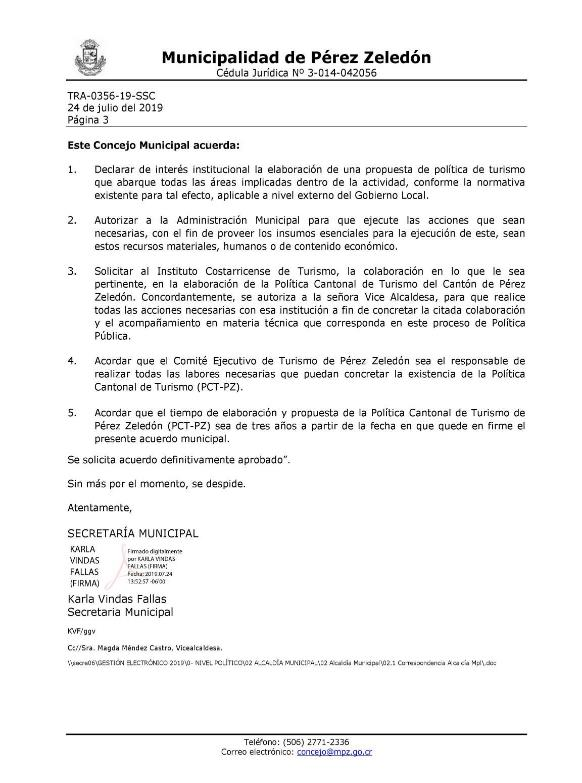 Municipalidad de Pérez Zeledón
Cédula Jurídica Nº 3-014-042056
TRA-0356-19-SSC
24 de julio del 2019
Página 3
Este Concejo Municipal acuerda:
1. Declarar de interés institucional la elaboración de una propuesta de política de turismo
que abarque todas las áreas implicadas dentro de la actividad, conforme la normativa
existente para tal efecto, aplicable a nivel externo del Gobierno Local.
2. Autorizar a la Administración Municipal para que ejecute las acciones que sean
necesarias, con el fin de proveer los insumos esenciales para la ejecución de este, sean
estos recursos materiales, humanos o de contenido económico.
3. Solicitar al Instituto Costarricense de Turismo, la colaboración en lo que le sea
pertinente, en la elaboración de la Política Cantonal de Turismo del Cantón de Pérez
Zeledón. Concordantemente, se autoriza a la señora Vice Alcaldesa, para que realice
todas las acciones necesarias con esa institución a fin de concretar la citada colaboración
y el acompañamiento en materia técnica que corresponda en este proceso de Política
Pública.
4. Acordar que el Comité Ejecutivo de Turismo de Pérez Zeledón sea el responsable de
realizar todas las labores necesarias que puedan concretar la existencia de la Política
Cantonal de Turismo (PCT-PZ).
5. Acordar que el tiempo de elaboración y propuesta de la Política Cantonal de Turismo de
Pérez Zeledón (PCT-PZ) sea de tres años a partir de la fecha en que quede en firme el
presente acuerdo municipal.
Se solicita acuerdo definitivamente aprobado”.
Sin más por el momento, se despide.
Atentamente,
SECRETARÍA MUNICIPAL
KARLA
VINDAS
FALLAS
(FIRMA)
Firmado digitalmente
por KARLA VINDAS
FALLAS (FIRMA)
Fecha: 2019.07.24
13:52:57 -06'00'
Karla Vindas Fallas
Secretaria Municipal
KVF/ggv
C://Sra. Magda Méndez Castro, Vicealcaldesa.
GESTIÓN ELECTRÓNICO 2019\0- NIVEL POLÍTICO\02 ALCALDÍA MUNICIPAL\02 Alcaldía Municipal\02.1 Correspondencia Alcaldía Mpl\.doc
Teléfono: (506) 2771-2336
Correo electrónico: concejo@mpz.go.cr